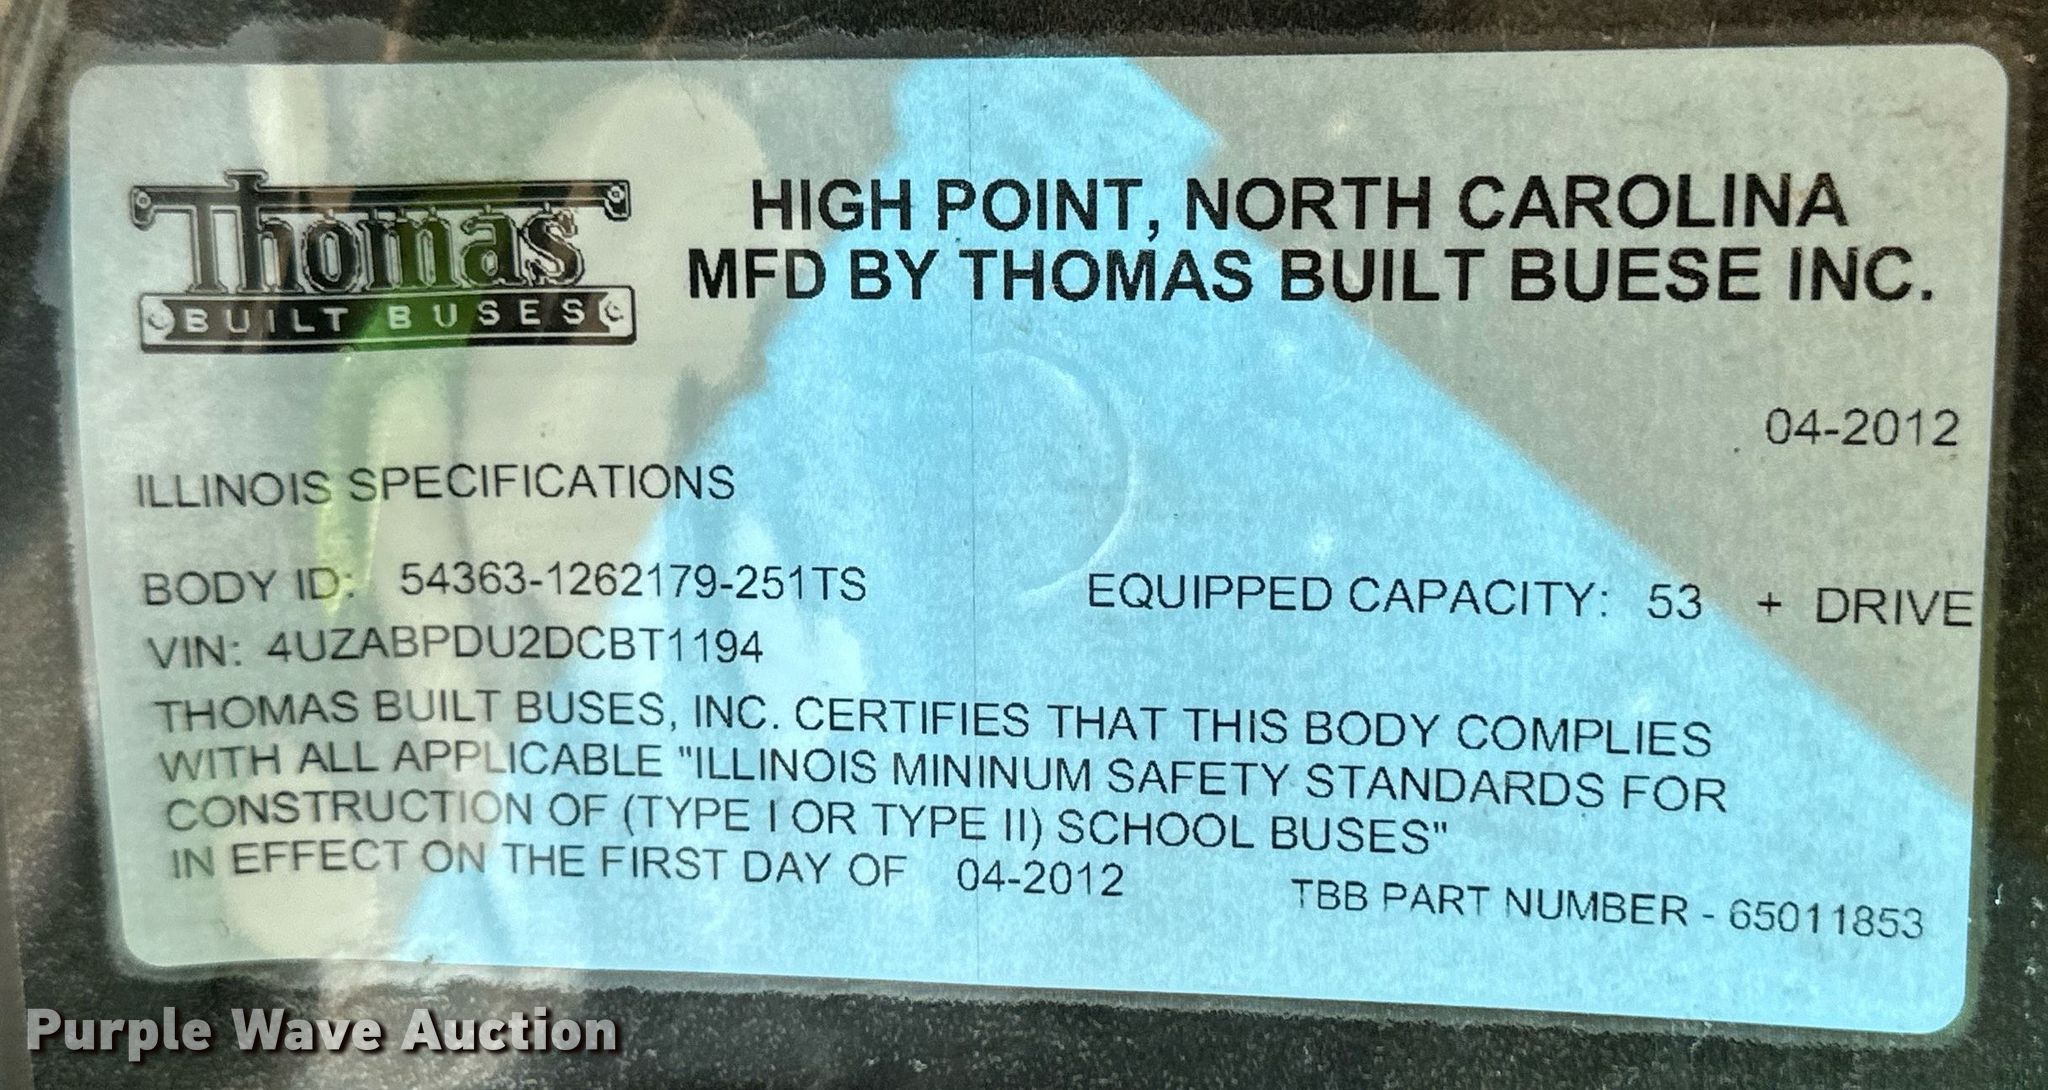 Thomas
BUILT BUSES
HIGH POINT, NORTH CAROLINA
MFD BY THOMAS BUILT BUESE INC.
04-2012
ILLINOIS SPECIFICATIONS
BODY ID: 54363-1262179-251TS EQUIPPED CAPACITY: 53 + DRIVE
VIN: 4UZABPDU2DCBT1194
THOMAS BUILT BUSES, INC. CERTIFIES THAT THIS BODY COMPLIES
WITH ALL APPLICABLE "ILLINOIS MININUM SAFETY STANDARDS FOR
CONSTRUCTION OF (TYPE I OR TYPE II) SCHOOL BUSES"
IN EFFECT ON THE FIRST DAY OF 04-2012
TBB PART NUMBER - 65011853
Purple Wave Auction